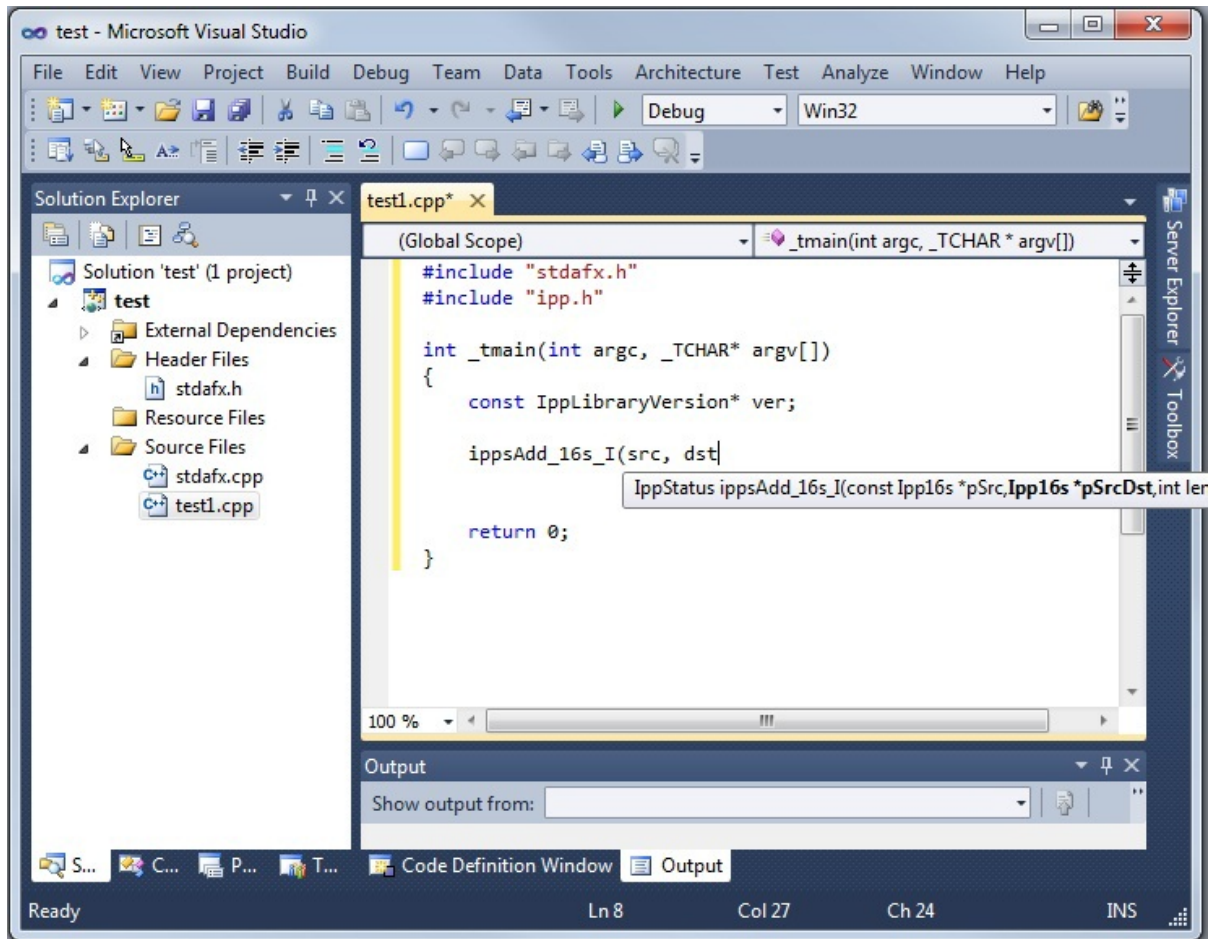 test - Microsoft Visual Studio
File Edit View Project Build Debug Team Data Tools Architecture Test Analyze Window Help
Debug Win32
Solution Explorer
Solution 'test' (1 project)
test
External Dependencies
Header Files
stdafx.h
Resource Files
Source Files
stdafx.cpp
test1.cpp
test1.cpp*
(Global Scope) _tmain(int argc, _TCHAR * argv[])
#include "stdafx.h"
#include "ipp.h"
int _tmain(int argc, _TCHAR* argv[])
{
const IppLibraryVersion* ver;
ippsAdd_16s_I(src, dst
IppStatus ippsAdd_16s_I(const Ipp16s *pSrc,Ipp16s *pSrcDst,int len
return 0;
}
100 %
Server Explorer
Toolbox
Output
Show output from:
S... C... P... T... Code Definition Window Output
Ready Ln 8 Col 27 Ch 24 INS